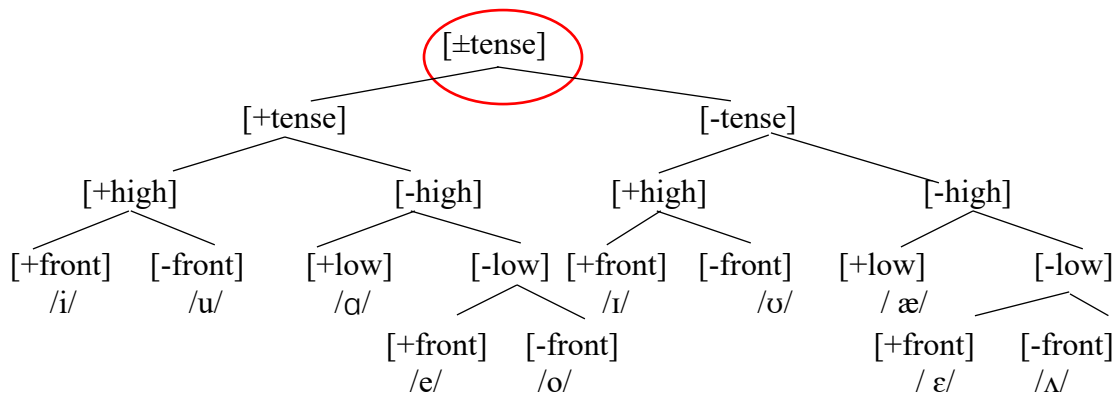 [±tense]
[+tense] [-tense]
[+high] [-high] [+high] [-high]
[+front] [-front] [+low] [-low] [+front] [-front] [+low] [-low]
/i/ /u/ /ɑ/ /ɪ/ /ʊ/ / æ/
[+front] [-front] [+front] [-front]
/e/ /o/ / ɛ/ /ʌ/